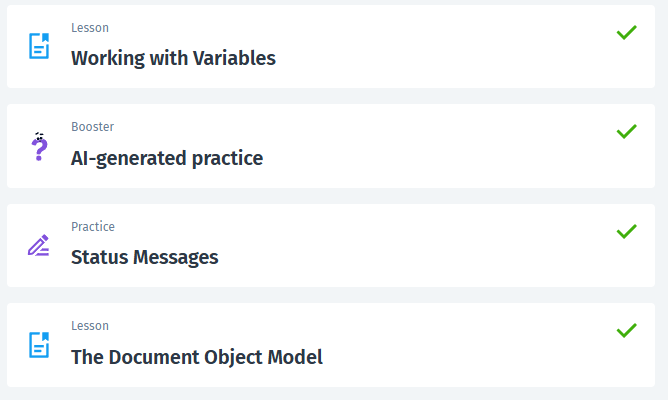 Lesson
Working with Variables
Booster
AI-generated practice
Practice
Status Messages
Lesson
The Document Object Model